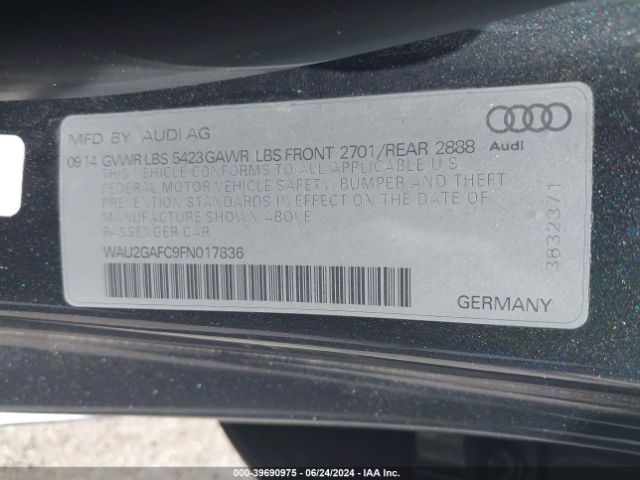 MFD. BY AUDI AG
09 14 GVWR LBS 5423 GAWR LBS FRONT 2701/REAR 2888
Audi
THIS VEHICLE CONFORMS TO ALL APPLICABLE U S
FEDERAL MOTOR VEHICLE SAFETY, BUMPER AND THEFT
PREVENTION STANDARDS IN EFFECT ON THE DATE OF
MANUFACTURE SHOWN ABOVE
PASSENGER CAR
WAU2GAFC9FN017836
3832371
GERMANY
000-39690975 - 06/24/2024 - IAA Inc.